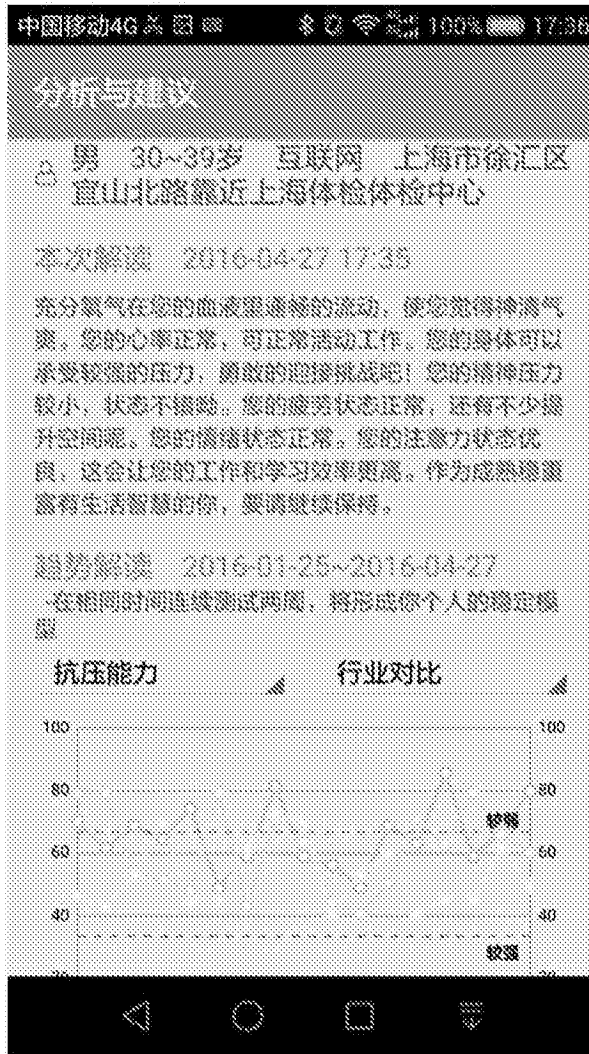 中国移动4G 100% 17:36
分析与建议
男 30~39岁 互联网 上海市徐汇区
宜山北路靠近上海体检体检中心
本次解读 2016-04-27 17:35
充分氧气在您的血液里通畅的流动，使您觉得神清气
爽。您的心率正常，可正常活动工作。您的身体可以
承受较强的压力，勇敢的迎接挑战吧！您的精神压力
较小，状态不错呦。您的疲劳状态正常，还有不少提
升空间呢。您的情绪状态正常。您的注意力状态优
良，这会让您的工作和学习效率更高。作为成熟稳重
富有生活智慧的你，要请继续保持。
趋势解读 2016-01-25~2016-04-27
-在相同时间连续测试两周，将形成你个人的稳定模
型
抗压能力 行业对比
100 100
80 80
60 60
40 40
较强